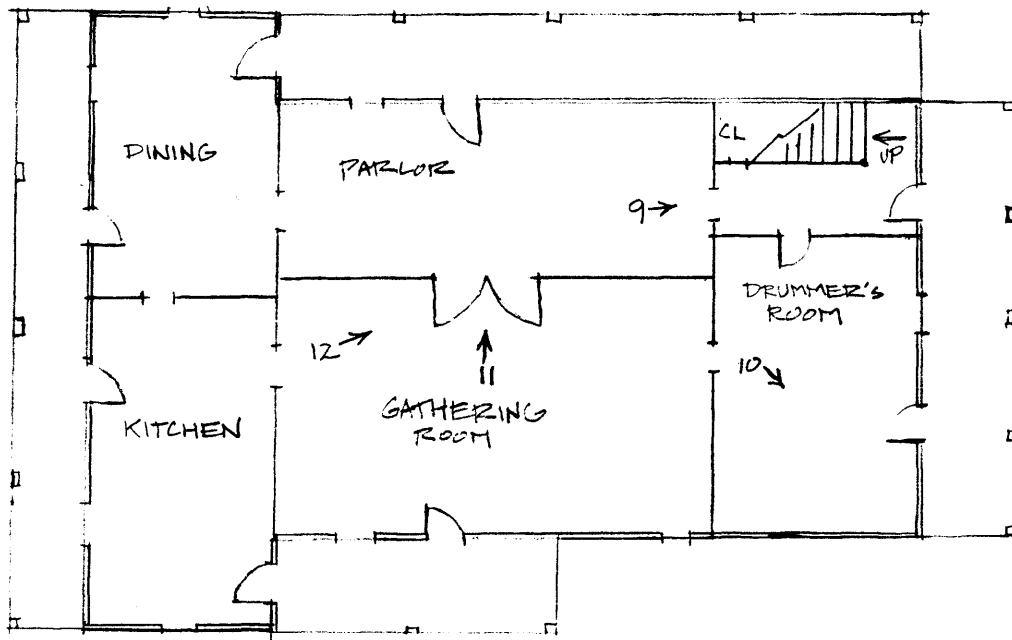 CL
UP
DINING
PARLOR
9
DRUMMER'S
ROOM
12
11
10
GATHERING
ROOM
KITCHEN